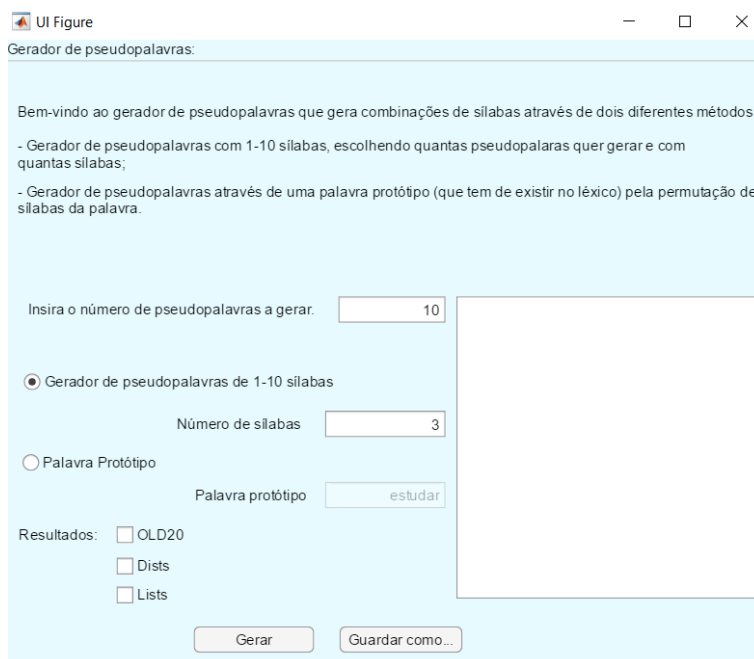 UI Figure
Gerador de pseudopalavras:
Bem-vindo ao gerador de pseudopalavras que gera combinações de sílabas através de dois diferentes métodos
- Gerador de pseudopalavras com 1-10 sílabas, escolhendo quantas pseudopalaras quer gerar e com
quantas sílabas;
- Gerador de pseudopalavras através de uma palavra protótipo (que tem de existir no léxico) pela permutação de
sílabas da palavra.
Insira o número de pseudopalavras a gerar. 10
Gerador de pseudopalavras de 1-10 sílabas
Número de sílabas 3
Palavra Protótipo
Palavra protótipo estudar
Resultados: OLD20
Dists
Lists
Gerar Guardar como...